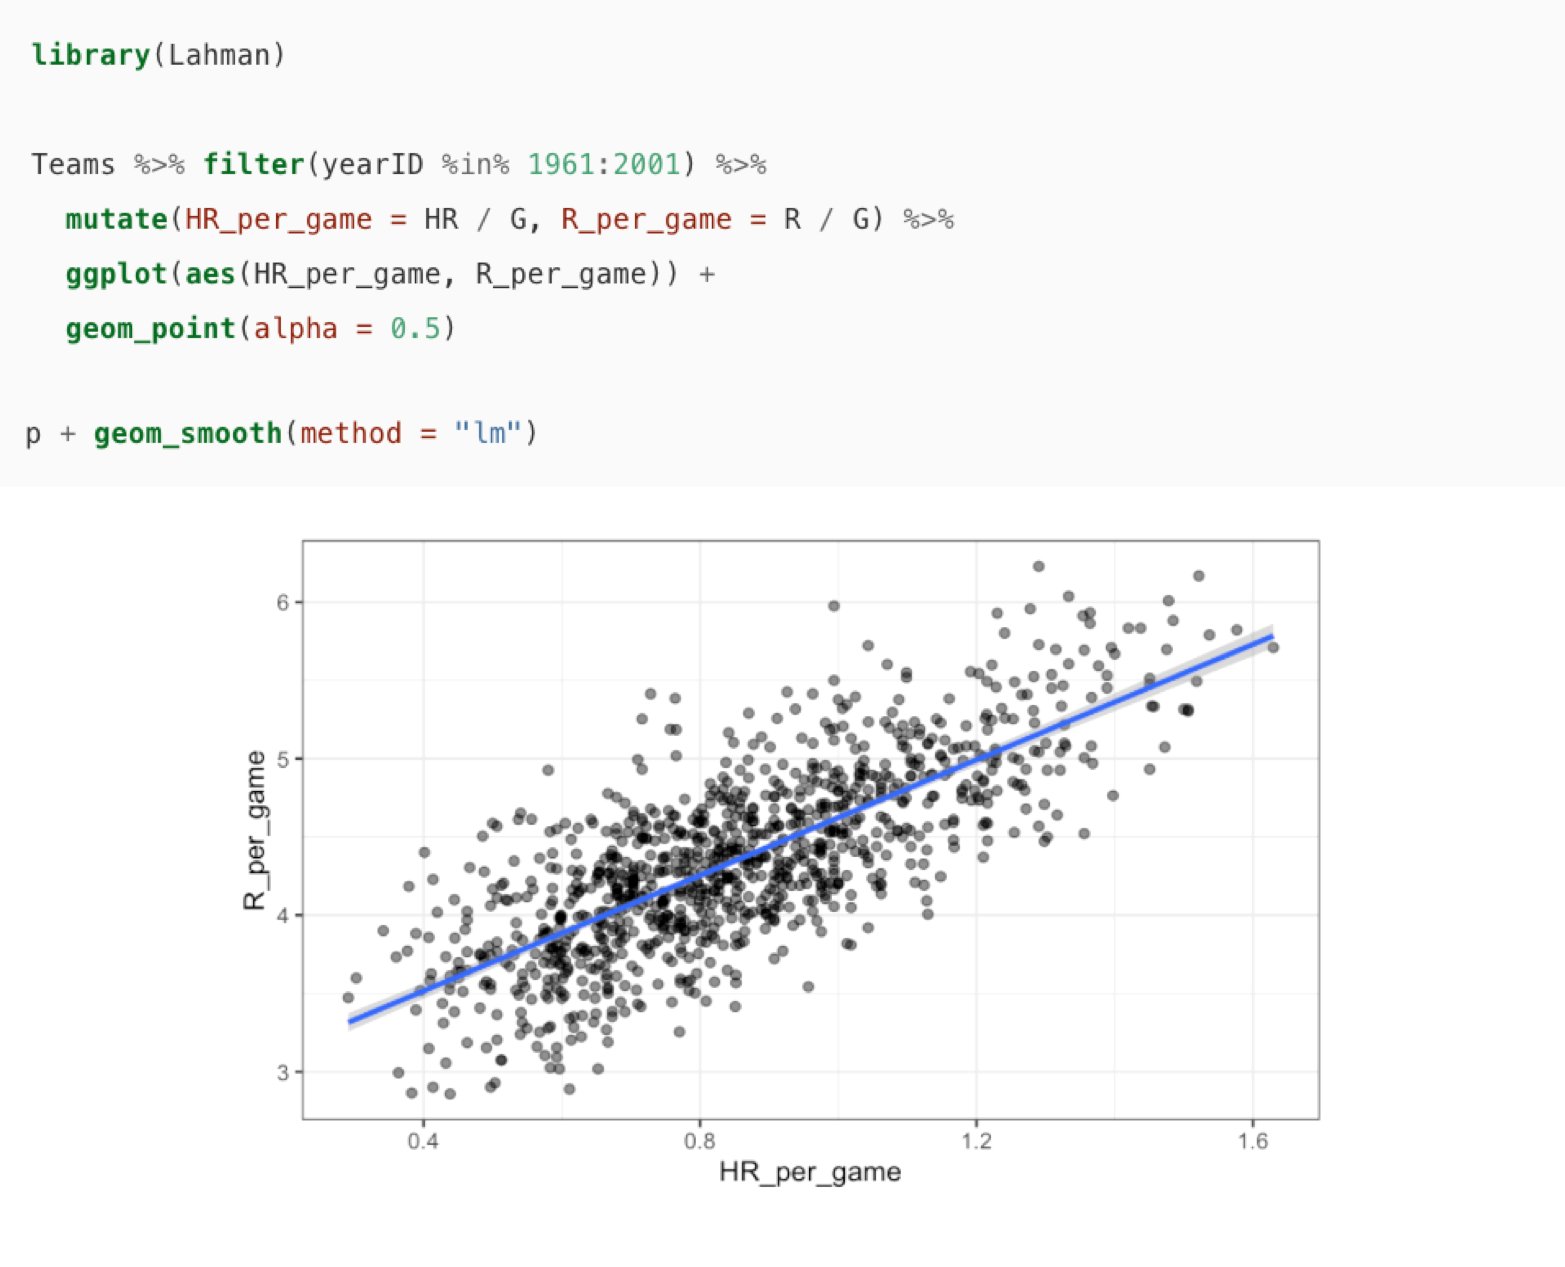 library(Lahman)
Teams %>% filter(yearID %in% 1961:2001) %>%
mutate(HR_per_game = HR / G, R_per_game = R / G) %>%
ggplot(aes(HR_per_game, R_per_game)) +
geom_point(alpha = 0.5)
p + geom_smooth(method = "lm")
6
5
4
3
R_per_game
0.4 0.8 1.2 1.6
HR_per_game